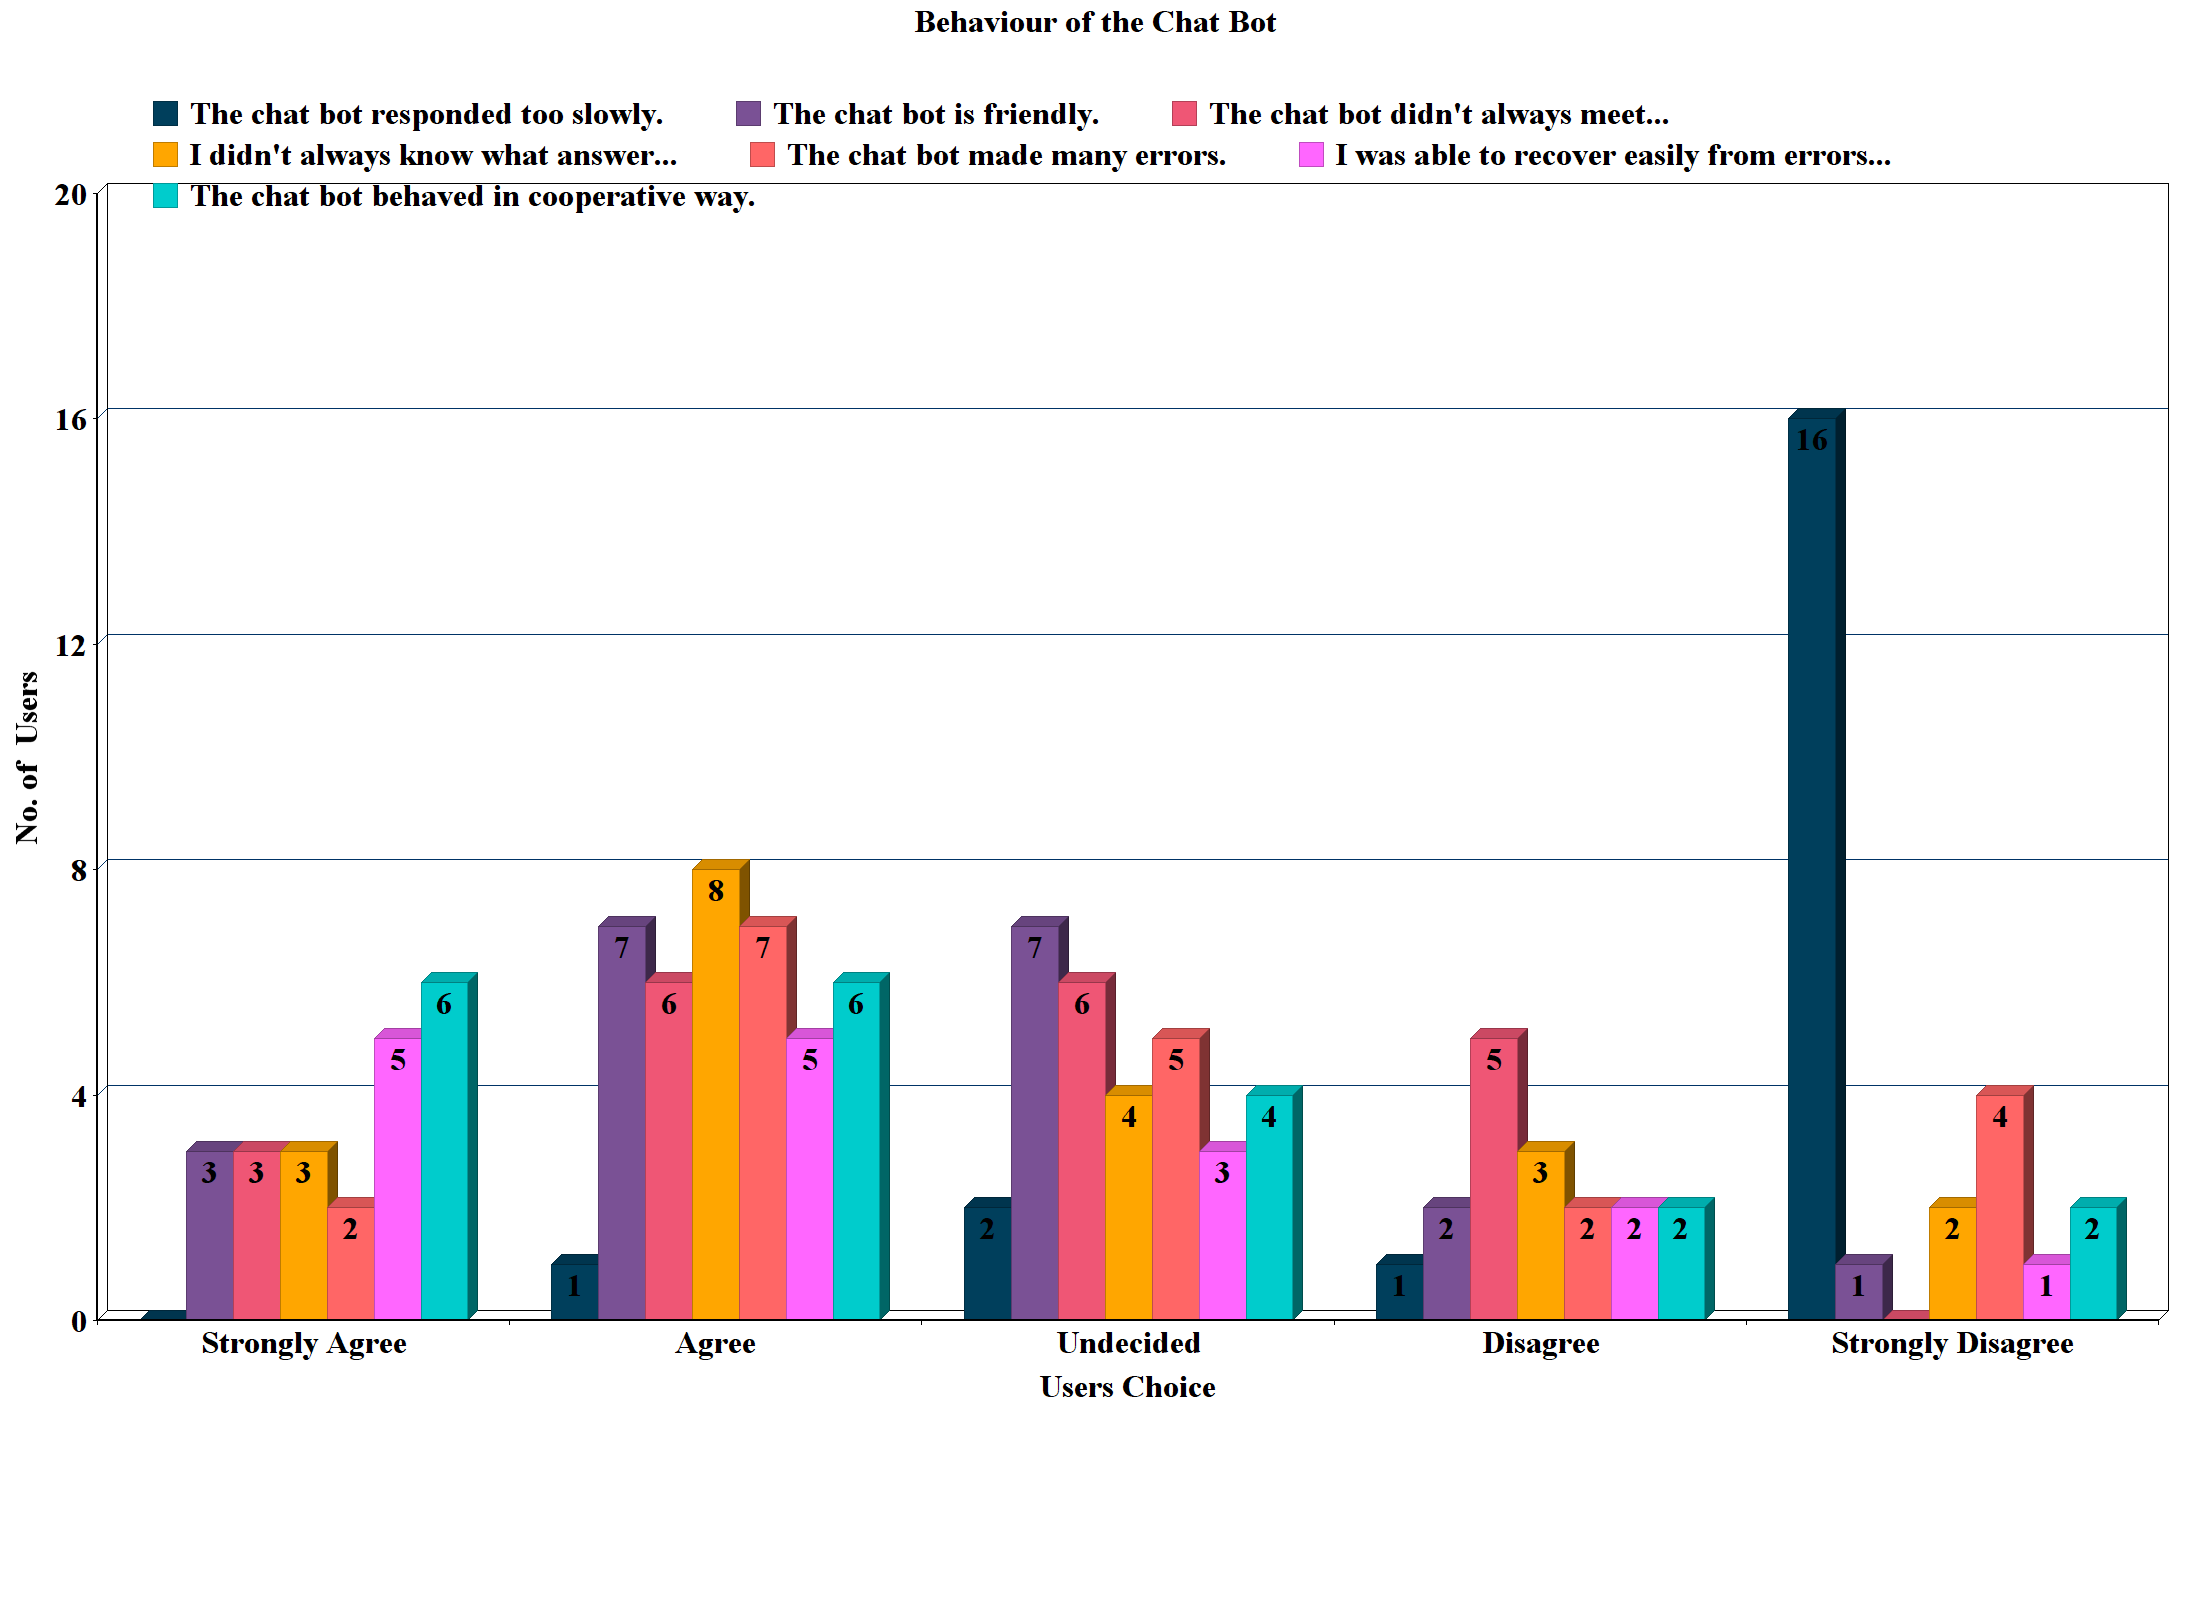 Behaviour of the Chat Bot
The chat bot responded too slowly. The chat bot is friendly. The chat bot didn't always meet...
I didn't always know what answer... The chat bot made many errors. I was able to recover easily from errors...
The chat bot behaved in cooperative way.
20
16
12
8
4
0
No. of Users
3 3 3 2 5 6
1 7 6 8 7 5 6
2 7 6 4 5 3 4
1 2 5 3 2 2 2
16 1 2 4 1 2
Strongly Agree Agree Undecided Disagree Strongly Disagree
Users Choice